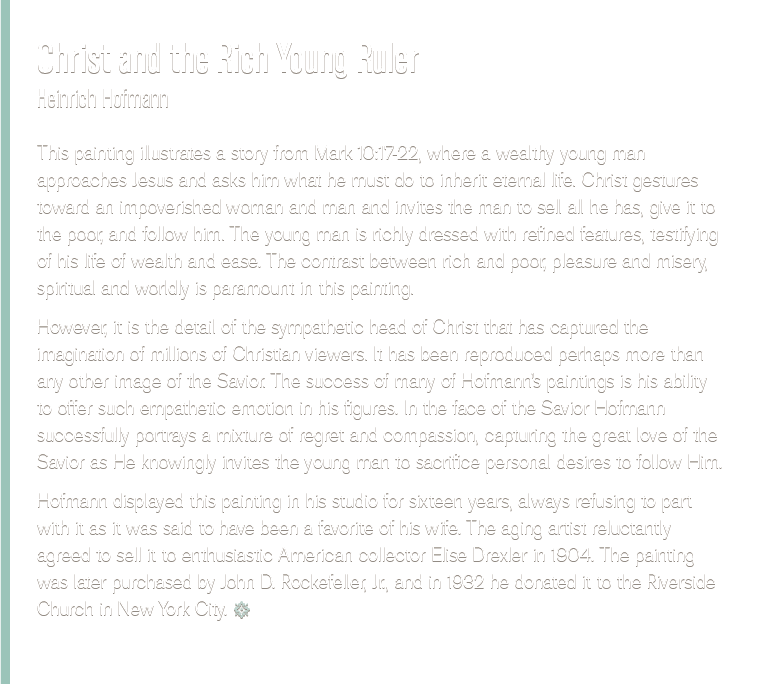 Christ and the Rich Young Ruler
Heinrich Hofmann
This painting illustrates a story from Mark 10:17-22, where a wealthy young man
approaches Jesus and asks him what he must do to inherit eternal life. Christ gestures
toward an impoverished woman and man and invites the man to sell all he has, give it to
the poor, and follow him. The young man is richly dressed with refined features, testifying
of his life of wealth and ease. The contrast between rich and poor, pleasure and misery,
spiritual and worldly is paramount in this painting.
However, it is the detail of the sympathetic head of Christ that has captured the
imagination of millions of Christian viewers. It has been reproduced perhaps more than
any other image of the Savior. The success of many of Hofmann's paintings is his ability
to offer such empathetic emotion in his figures. In the face of the Savior Hofmann
successfully portrays a mixture of regret and compassion, capturing the great love of the
Savior as He knowingly invites the young man to sacrifice personal desires to follow Him.
Hofmann displayed this painting in his studio for sixteen years, always refusing to part
with it as it was said to have been a favorite of his wife. The aging artist reluctantly
agreed to sell it to enthusiastic American collector Elise Drexler in 1904. The painting
was later purchased by John D. Rockefeller, Jr., and in 1932 he donated it to the Riverside
Church in New York City.